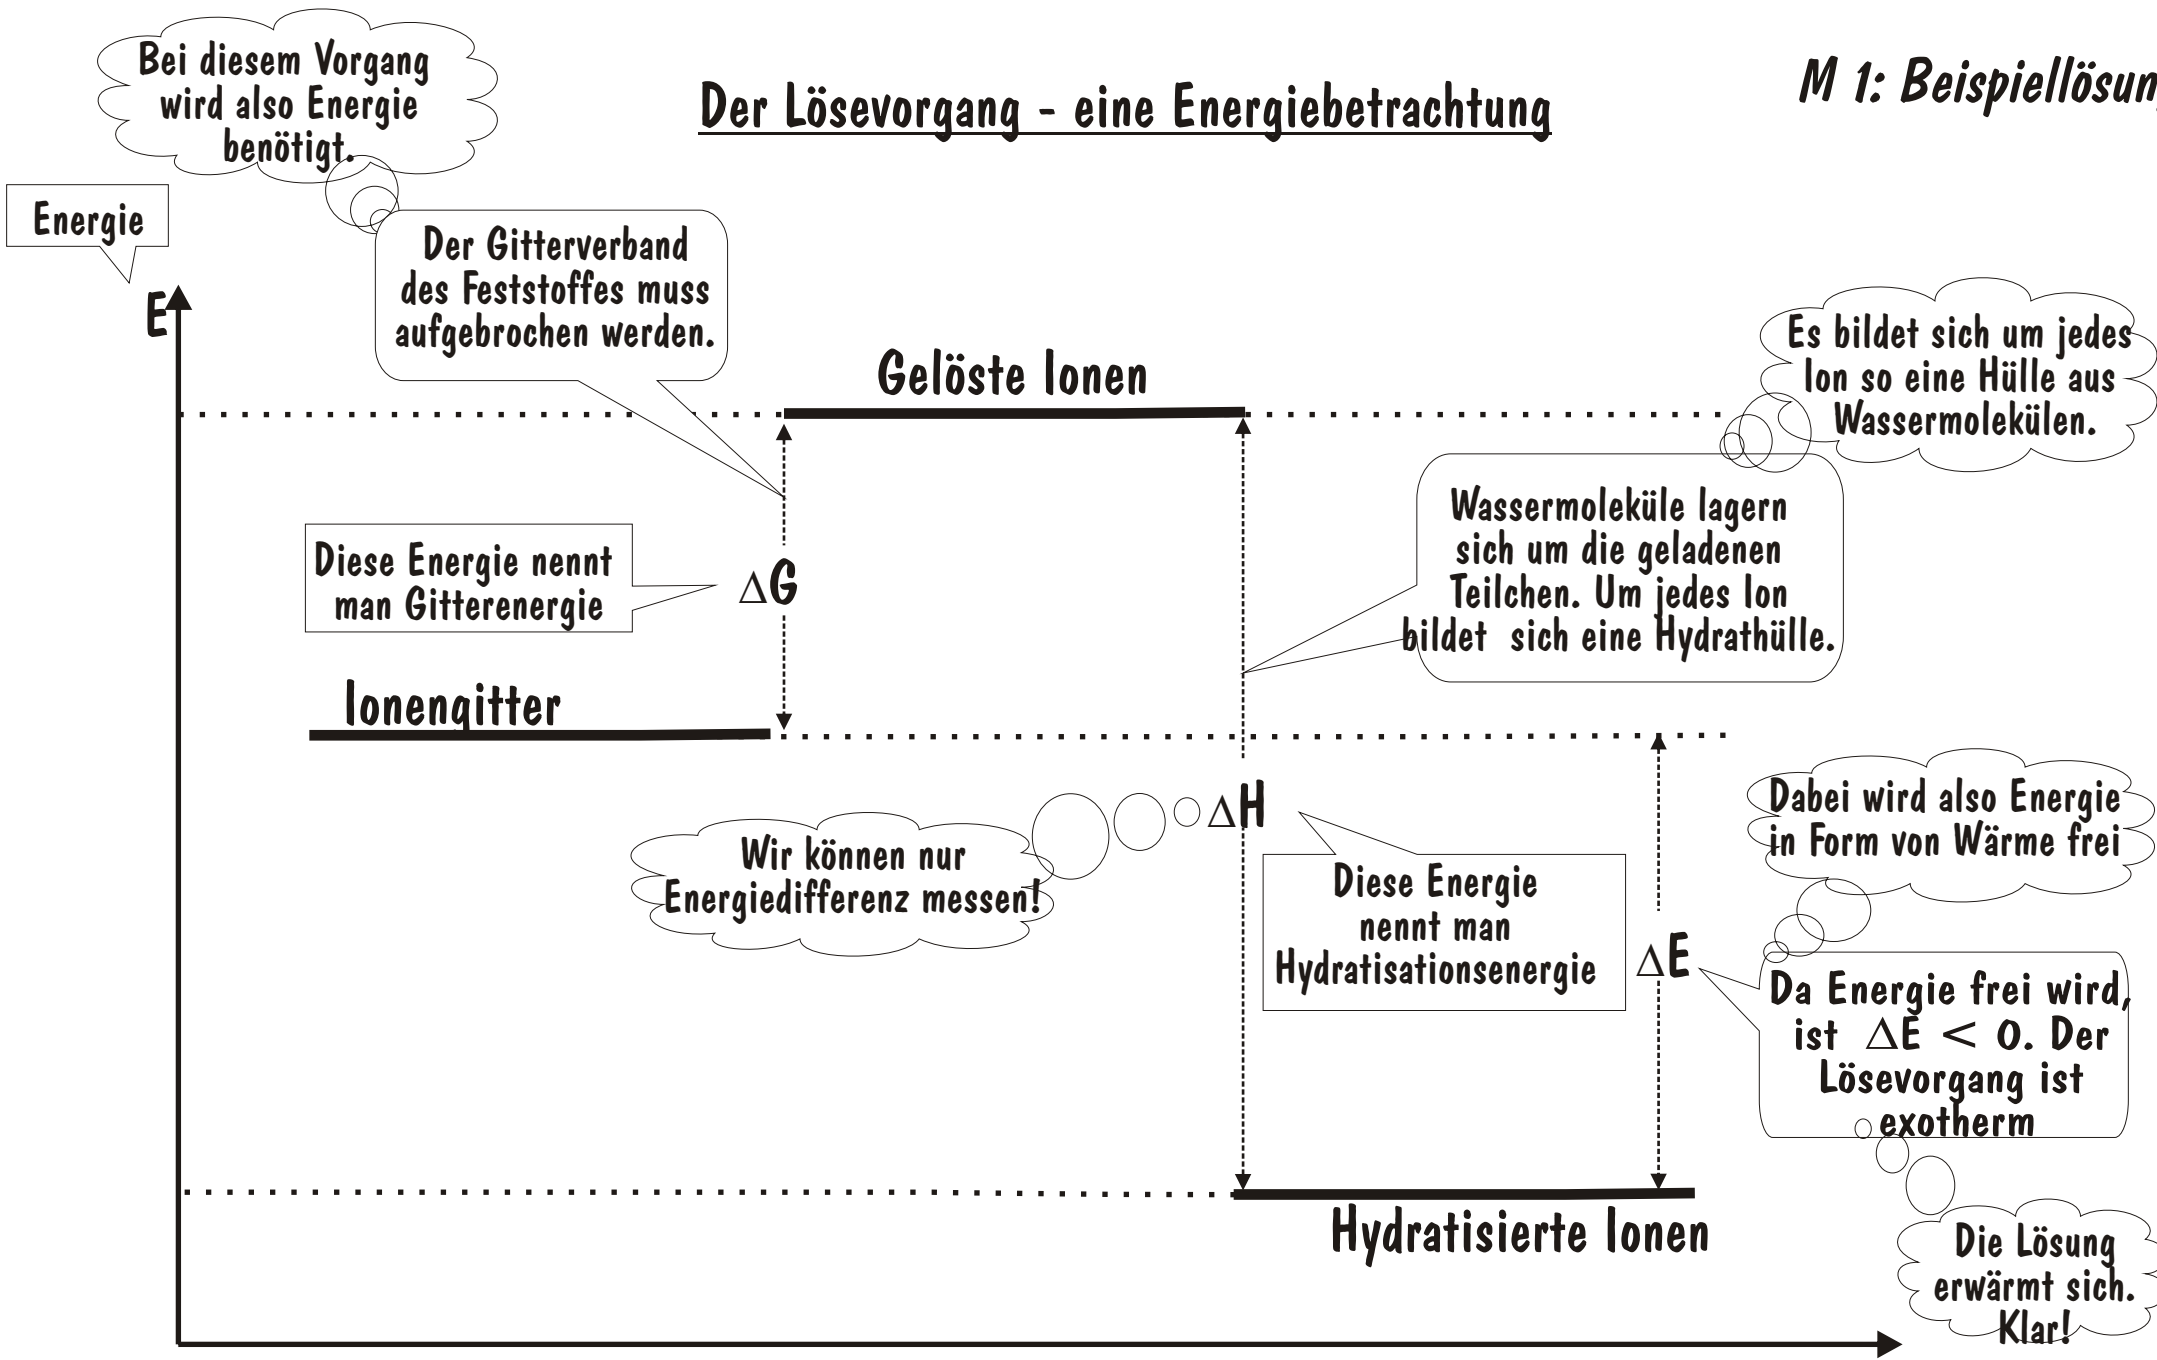 Bei diesem Vorgang
wird also Energie
benötigt.
Der Lösevorgang - eine Energiebetrachtung
M 1: Beispiellösun
Energie
E
Der Gitterverband
des Feststoffes muss
aufgebrochen werden.
Gelöste Ionen
Es bildet sich um jedes
Ion so eine Hülle aus
Wassermolekülen.
Wassermoleküle lagern
sich um die geladenen
Teilchen. Um jedes Ion
bildet sich eine Hydrathülle.
Diese Energie nennt
man Gitterenergie
ΔG
Ionengitter
Wir können nur
Energiedifferenz messen!
ΔH
Diese Energie
nennt man
Hydratisationsenergie
ΔE
Dabei wird also Energie
in Form von Wärme frei
Da Energie frei wird,
ist ΔE < 0. Der
Lösevorgang ist
exotherm
Hydratisierte Ionen
Die Lösung
erwärmt sich.
Klar!